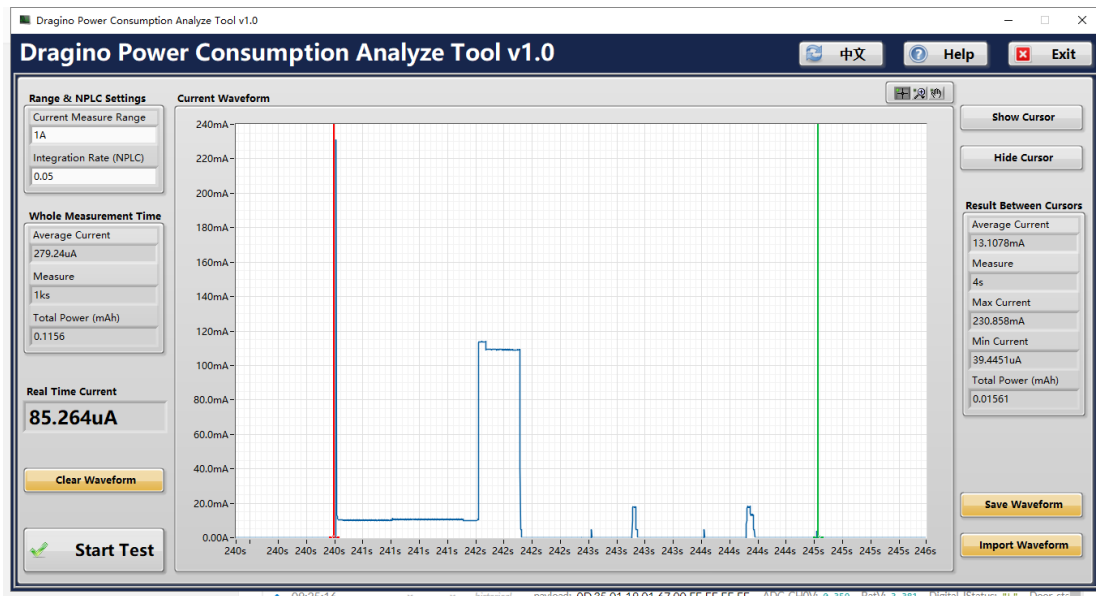 Dragino Power Consumption Analyze Tool v1.0
Dragino Power Consumption Analyze Tool v1.0
中文
Help
Exit
Range & NPLC Settings
Current Measure Range
1A
Integration Rate (NPLC)
0.05
Whole Measurement Time
Average Current
279.24uA
Measure
1ks
Total Power (mAh)
0.1156
Real Time Current
85.264uA
Clear Waveform
Start Test
Current Waveform
240mA
220mA
200mA
180mA
160mA
140mA
120mA
100mA
80.0mA
60.0mA
40.0mA
20.0mA
0.00A
240s 240s 240s 240s 241s 241s 241s 241s 242s 242s 242s 242s 243s 243s 243s 243s 244s 244s 244s 244s 245s 245s 245s 245s 246s
Show Cursor
Hide Cursor
Result Between Cursors
Average Current
13.1078mA
Measure
4s
Max Current
230.858mA
Min Current
39.4451uA
Total Power (mAh)
0.01561
Save Waveform
Import Waveform